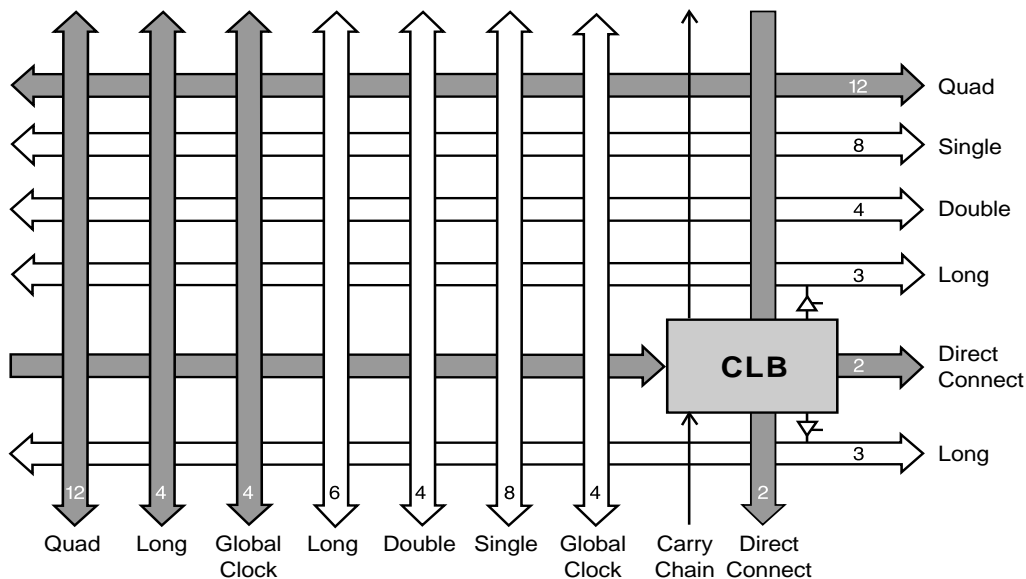 12 Quad
8 Single
4 Double
3 Long
CLB 2 Direct
Connect
3 Long
12 4 4 6 4 8 4 2
Quad Long Global Long Double Single Global Carry Direct
Clock Clock Chain Connect